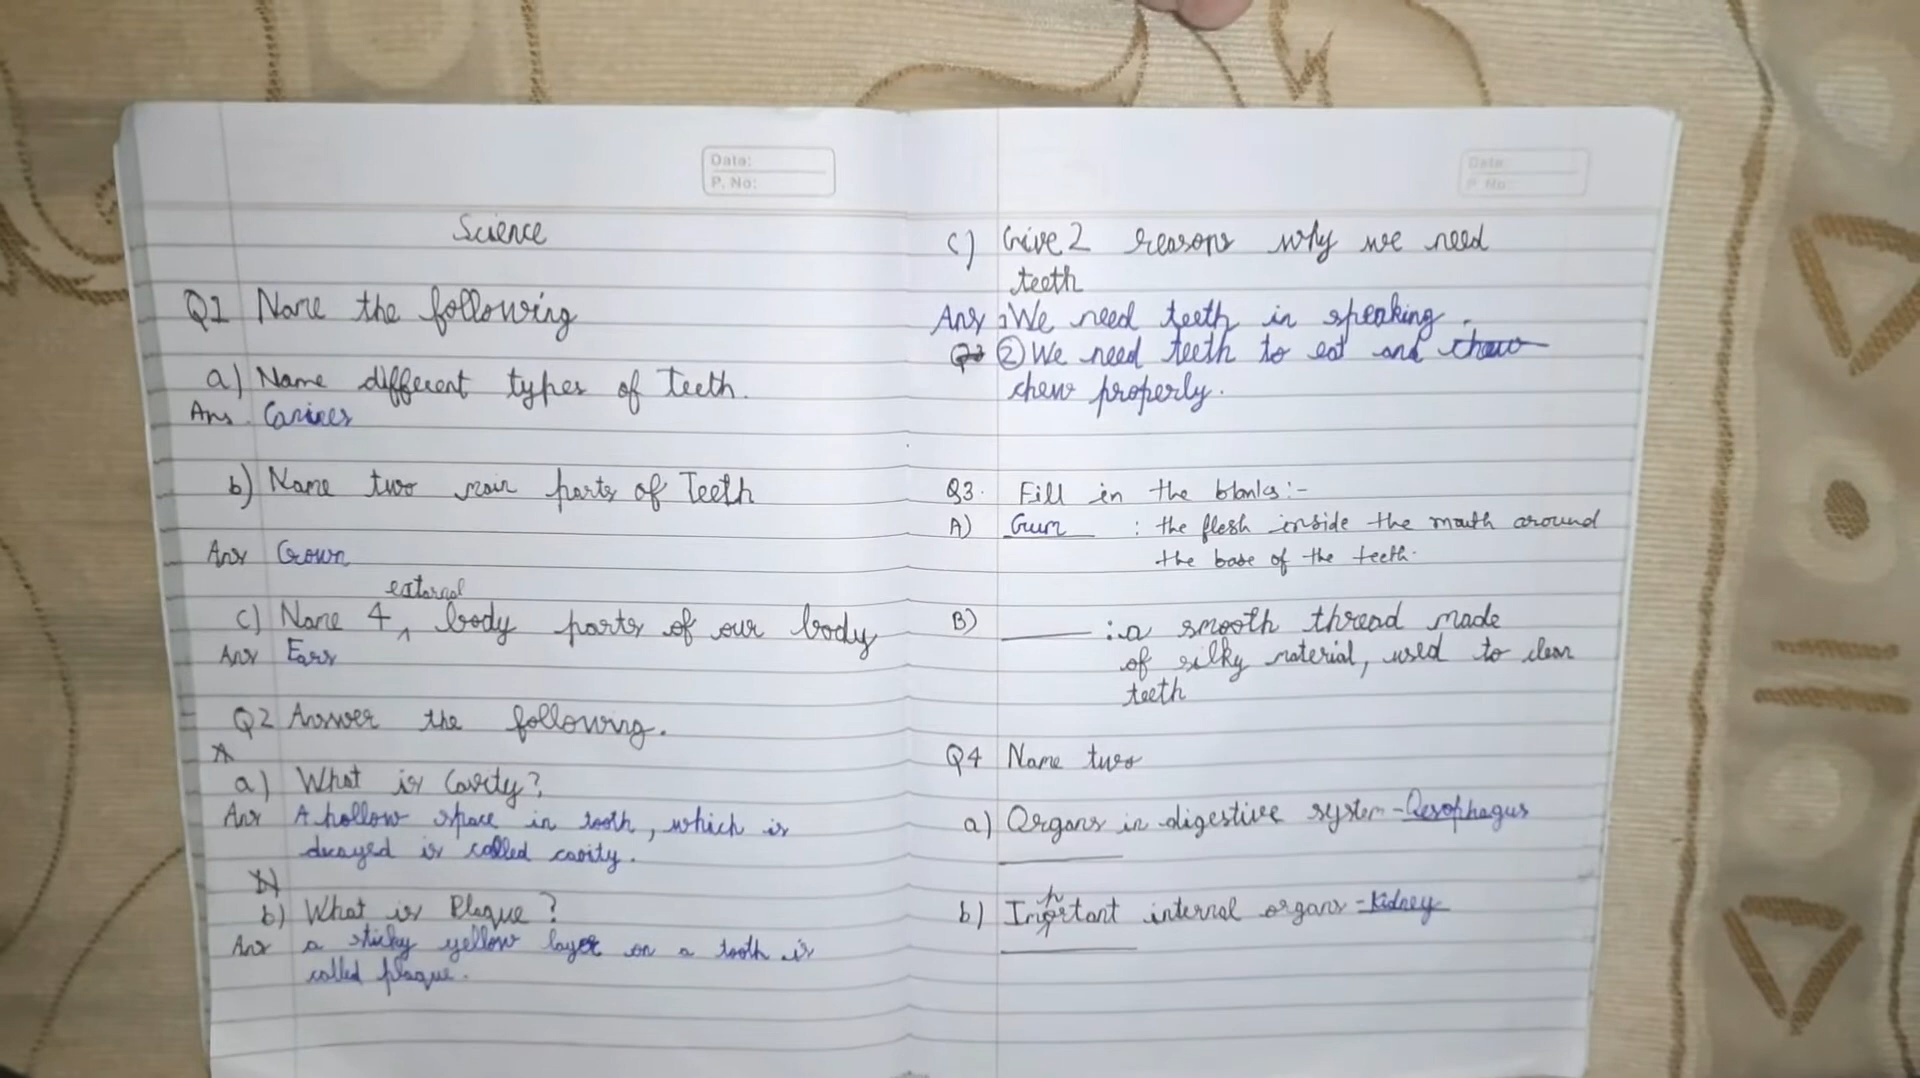 Date:
P. No:
Science
Q1 Name the following
a) Name different types of Teeth.
Ans. Canines
b) Name two main parts of Teeth
Ans Crown
external
c) Name 4 ^ body parts of our body
Ans Ears
Q2 Answer the following.
a) What is Cavity?
Ans A hollow space in tooth, which is
decayed is called cavity.
b) What is Plaque?
Ans a sticky yellow layer on a tooth is
called plaque.
Date:
P. No:
c) Give 2 reasons why we need
teeth
Ans 1 We need teeth in speaking.
② We need teeth to eat and chaw
chew properly.
Q3. Fill in the blanks:-
A) Gum : the flesh inside the mouth around
the base of the teeth.
B) ____ : a smooth thread made
of silky material, used to clean
teeth
Q4 Name two
a) Organs in digestive system - Oesophagus
b) Important internal organs - Kidney